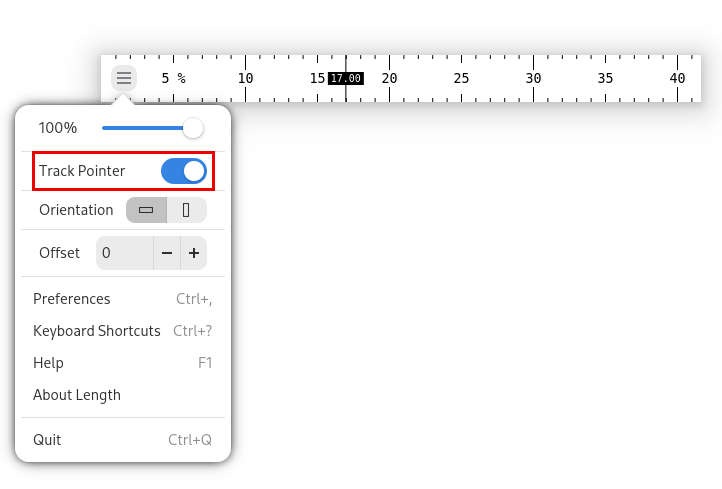 5 % 10 15 17.00 20 25 30 35 40
100%
Track Pointer
Orientation
Offset 0 − +
Preferences Ctrl+,
Keyboard Shortcuts Ctrl+?
Help F1
About Length
Quit Ctrl+Q